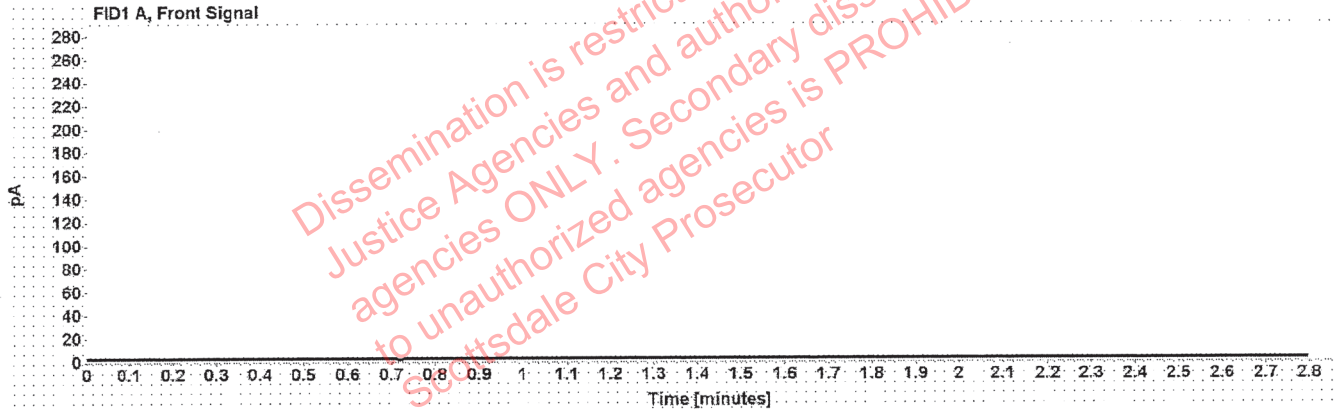 FID1 A, Front Signal
280
260
240
220
200
180
160
140
120
100
80
60
40
20
0
pA
0 0.1 0.2 0.3 0.4 0.5 0.6 0.7 0.8 0.9 1 1.1 1.2 1.3 1.4 1.5 1.6 1.7 1.8 1.9 2 2.1 2.2 2.3 2.4 2.5 2.6 2.7 2.8
Time [minutes]
Dissemination is restric
Justice Agencies and author
agencies ONLY. Secondary diss
to unauthorized agencies is PROHIB
Scottsdale City Prosecutor